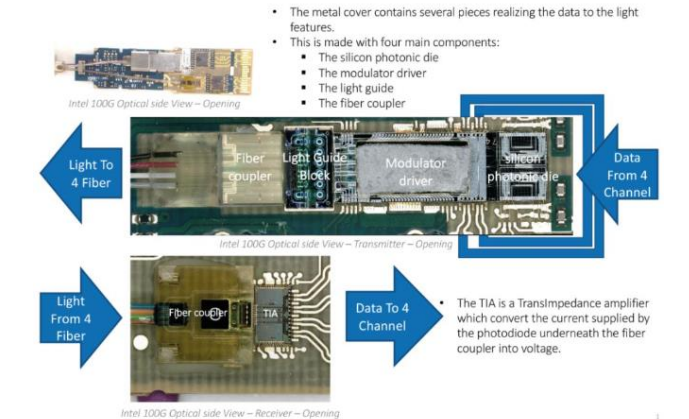 • The metal cover contains several pieces realizing the data to the light
features.
• This is made with four main components:
▪ The silicon photonic die
▪ The modulator driver
▪ The light guide
▪ The fiber coupler
Intel 100G Optical side View – Opening
Light To
4 Fiber
Fiber
coupler
Light Guide
Block
Modulator
driver
silicon
photonic die
Data
From 4
Channel
Intel 100G Optical side View – Transmitter – Opening
Light
From 4
Fiber
Fiber coupler
TIA
Data To 4
Channel
• The TIA is a TransImpedance amplifier
which convert the current supplied by
the photodiode underneath the fiber
coupler into voltage.
Intel 100G Optical side View – Receiver – Opening